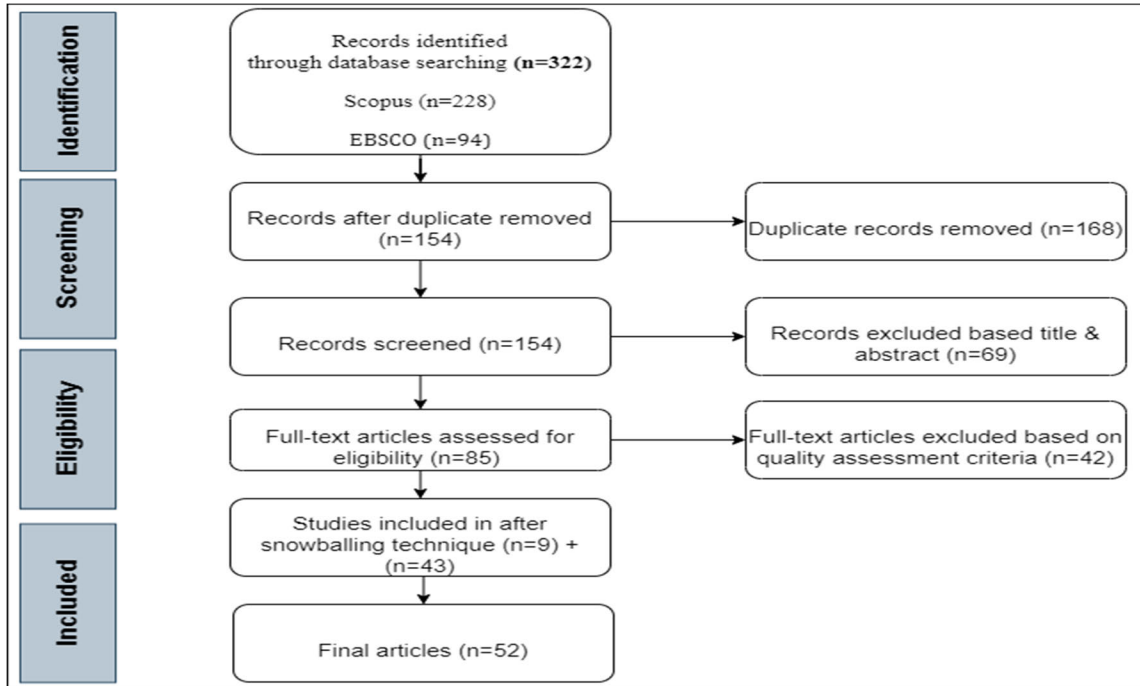 Identification
Records identified
through database searching (n=322)
Scopus (n=228)
EBSCO (n=94)
Screening
Records after duplicate removed
(n=154)
Duplicate records removed (n=168)
Records screened (n=154)
Records excluded based title &
abstract (n=69)
Eligibility
Full-text articles assessed for
eligibility (n=85)
Full-text articles excluded based on
quality assessment criteria (n=42)
Included
Studies included in after
snowballing technique (n=9) +
(n=43)
Final articles (n=52)